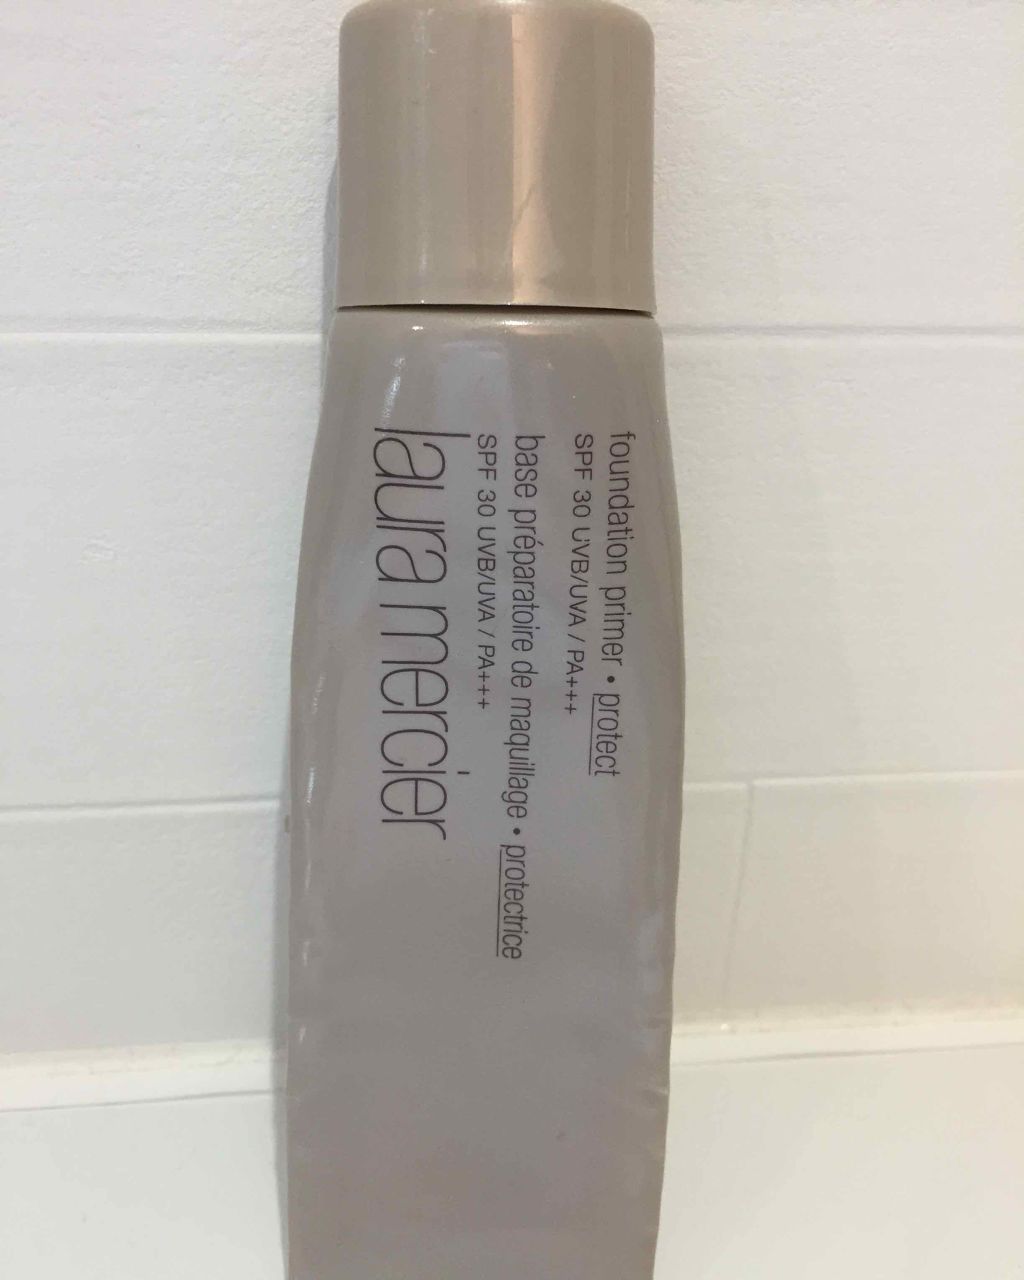 foundation primer • protect
SPF 30 UVB/UVA / PA+++
base préparatoire de maquillage • protectrice
SPF 30 UVB/UVA / PA+++
laura mercier